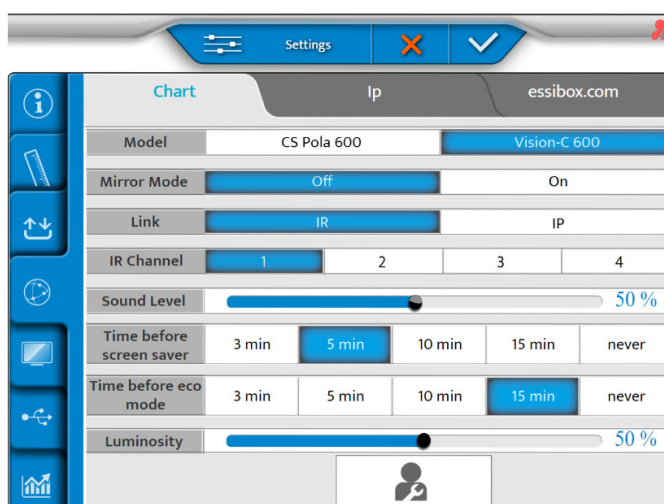 Settings
Chart Ip essibox.com
Model CS Pola 600 Vision-C 600
Mirror Mode Off On
Link IR IP
IR Channel 1 2 3 4
Sound Level 50 %
Time before
screen saver 3 min 5 min 10 min 15 min never
Time before eco
mode 3 min 5 min 10 min 15 min never
Luminosity 50 %